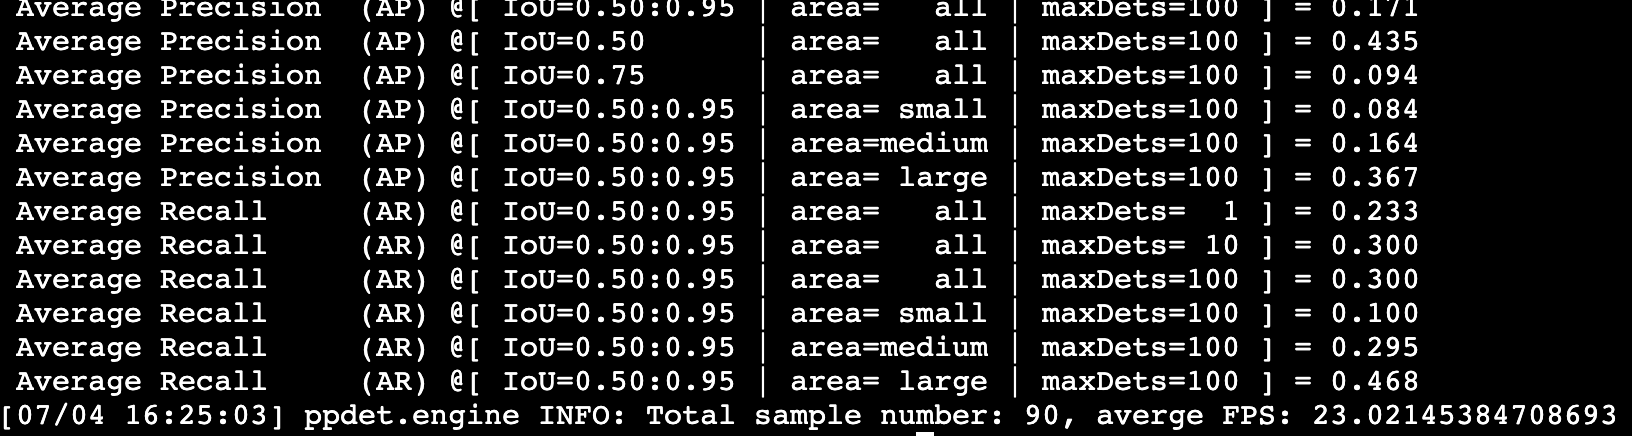 Average Precision  (AP) @[ IoU=0.50:0.95 | area=   all | maxDets=100 ] = 0.171
Average Precision  (AP) @[ IoU=0.50      | area=   all | maxDets=100 ] = 0.435
Average Precision  (AP) @[ IoU=0.75      | area=   all | maxDets=100 ] = 0.094
Average Precision  (AP) @[ IoU=0.50:0.95 | area= small | maxDets=100 ] = 0.084
Average Precision  (AP) @[ IoU=0.50:0.95 | area=medium | maxDets=100 ] = 0.164
Average Precision  (AP) @[ IoU=0.50:0.95 | area= large | maxDets=100 ] = 0.367
Average Recall     (AR) @[ IoU=0.50:0.95 | area=   all | maxDets=  1 ] = 0.233
Average Recall     (AR) @[ IoU=0.50:0.95 | area=   all | maxDets= 10 ] = 0.300
Average Recall     (AR) @[ IoU=0.50:0.95 | area=   all | maxDets=100 ] = 0.300
Average Recall     (AR) @[ IoU=0.50:0.95 | area= small | maxDets=100 ] = 0.100
Average Recall     (AR) @[ IoU=0.50:0.95 | area=medium | maxDets=100 ] = 0.295
Average Recall     (AR) @[ IoU=0.50:0.95 | area= large | maxDets=100 ] = 0.468
[07/04 16:25:03] ppdet.engine INFO: Total sample number: 90, averge FPS: 23.02145384708693